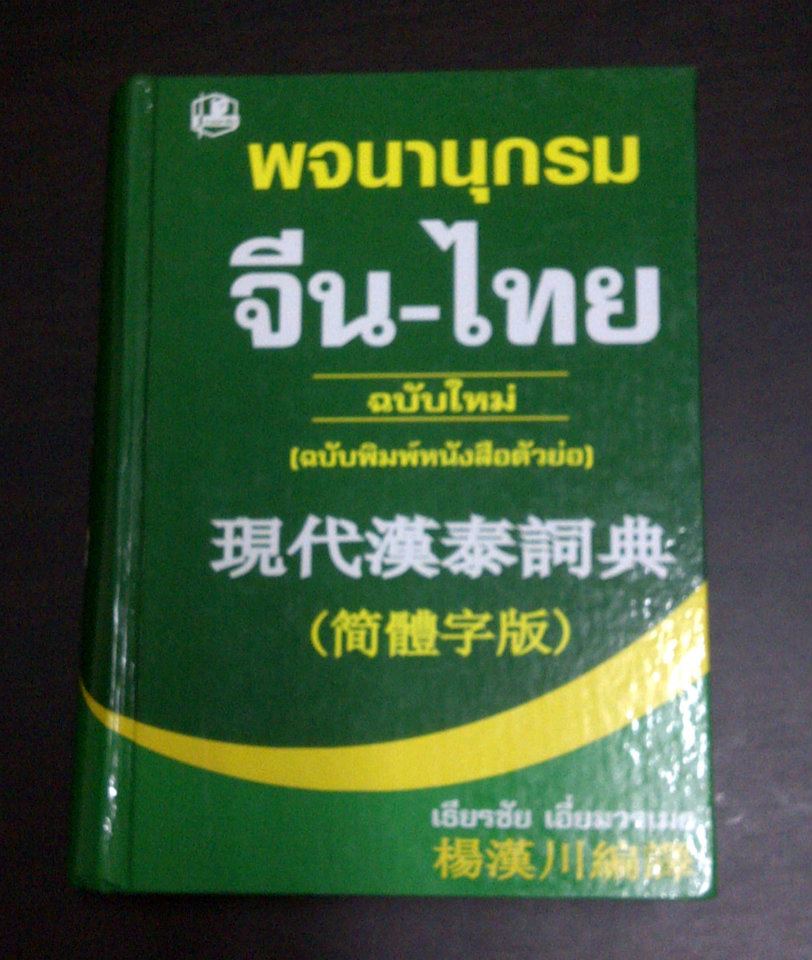 พจนานุกรม
จีน-ไทย
ฉบับใหม่
(ฉบับพิมพ์หนังสือตัวย่อ)
現代漢泰詞典
(简體字版)
เธียรชัย เอี่ยมวรเมธ
楊漢川編譯